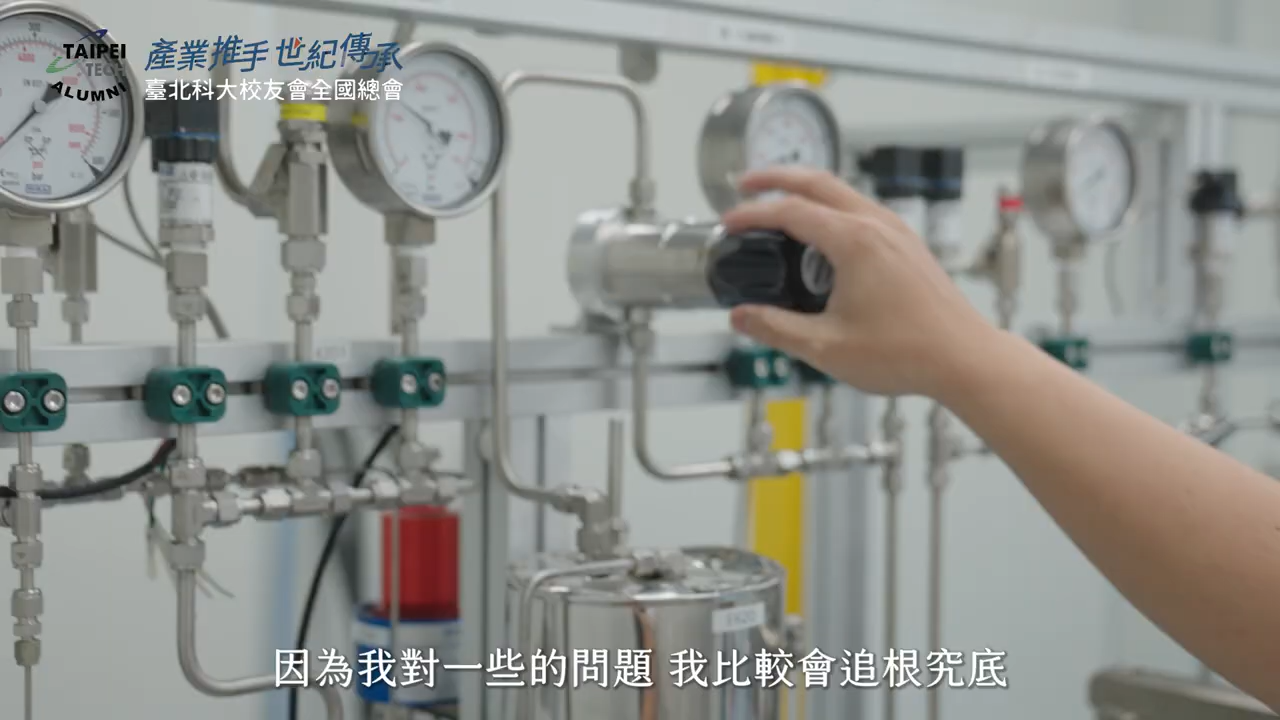 TAIPEI
TECH
ALUMNI
產業推手 世紀傳承
臺北科大校友會全國總會
bar
因為我對一些的問題 我比較會追根究底